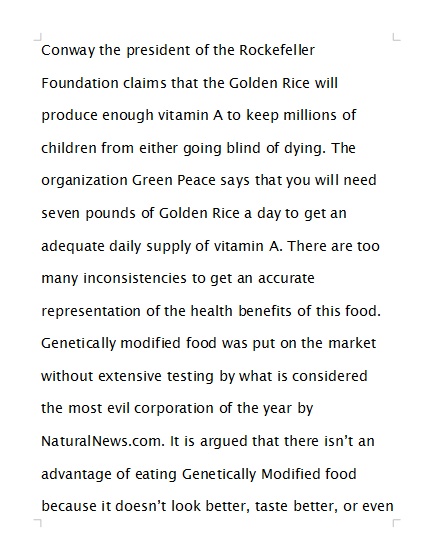 Conway the president of the Rockefeller
Foundation claims that the Golden Rice will
produce enough vitamin A to keep millions of
children from either going blind of dying. The
organization Green Peace says that you will need
seven pounds of Golden Rice a day to get an
adequate daily supply of vitamin A. There are too
many inconsistencies to get an accurate
representation of the health benefits of this food.
Genetically modified food was put on the market
without extensive testing by what is considered
the most evil corporation of the year by
NaturalNews.com. It is argued that there isn’t an
advantage of eating Genetically Modified food
because it doesn’t look better, taste better, or even